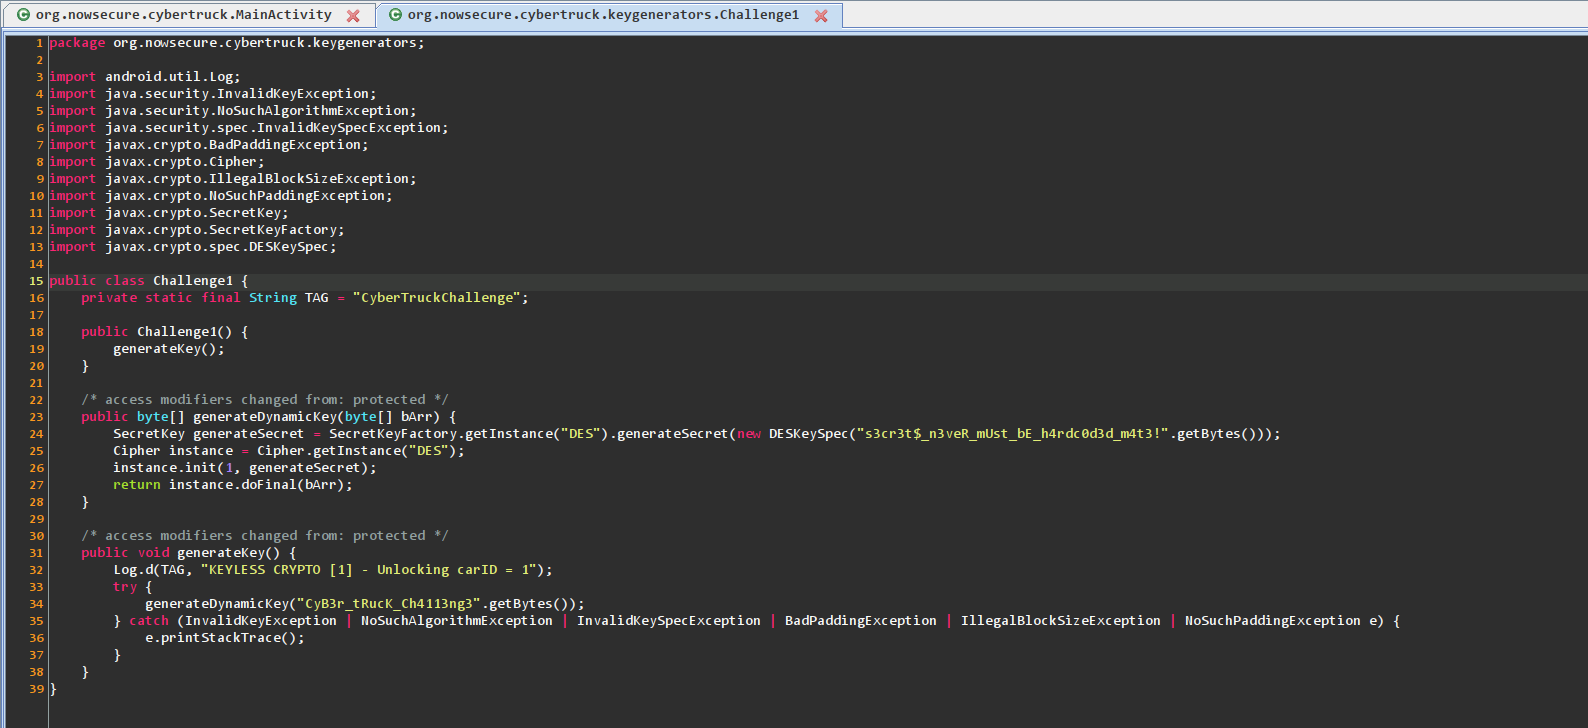 org.nowsecure.cybertruck.MainActivity org.nowsecure.cybertruck.keygenerators.Challenge1
1 package org.nowsecure.cybertruck.keygenerators;
2
3 import android.util.Log;
4 import java.security.InvalidKeyException;
5 import java.security.NoSuchAlgorithmException;
6 import java.security.spec.InvalidKeySpecException;
7 import javax.crypto.BadPaddingException;
8 import javax.crypto.Cipher;
9 import javax.crypto.IllegalBlockSizeException;
10 import javax.crypto.NoSuchPaddingException;
11 import javax.crypto.SecretKey;
12 import javax.crypto.SecretKeyFactory;
13 import javax.crypto.spec.DESKeySpec;
14
15 public class Challenge1 {
16     private static final String TAG = "CyberTruckChallenge";
17
18     public Challenge1() {
19         generateKey();
20     }
21
22     /* access modifiers changed from: protected */
23     public byte[] generateDynamicKey(byte[] bArr) {
24         SecretKey generateSecret = SecretKeyFactory.getInstance("DES").generateSecret(new DESKeySpec("s3cr3t$_n3veR_mUst_bE_h4rdc0d3d_m4t3!".getBytes()));
25         Cipher instance = Cipher.getInstance("DES");
26         instance.init(1, generateSecret);
27         return instance.doFinal(bArr);
28     }
29
30     /* access modifiers changed from: protected */
31     public void generateKey() {
32         Log.d(TAG, "KEYLESS CRYPTO [1] - Unlocking carID = 1");
33         try {
34             generateDynamicKey("CyB3r_tRucK_Ch4113ng3".getBytes());
35         } catch (InvalidKeyException | NoSuchAlgorithmException | InvalidKeySpecException | BadPaddingException | IllegalBlockSizeException | NoSuchPaddingException e) {
36             e.printStackTrace();
37         }
38     }
39 }